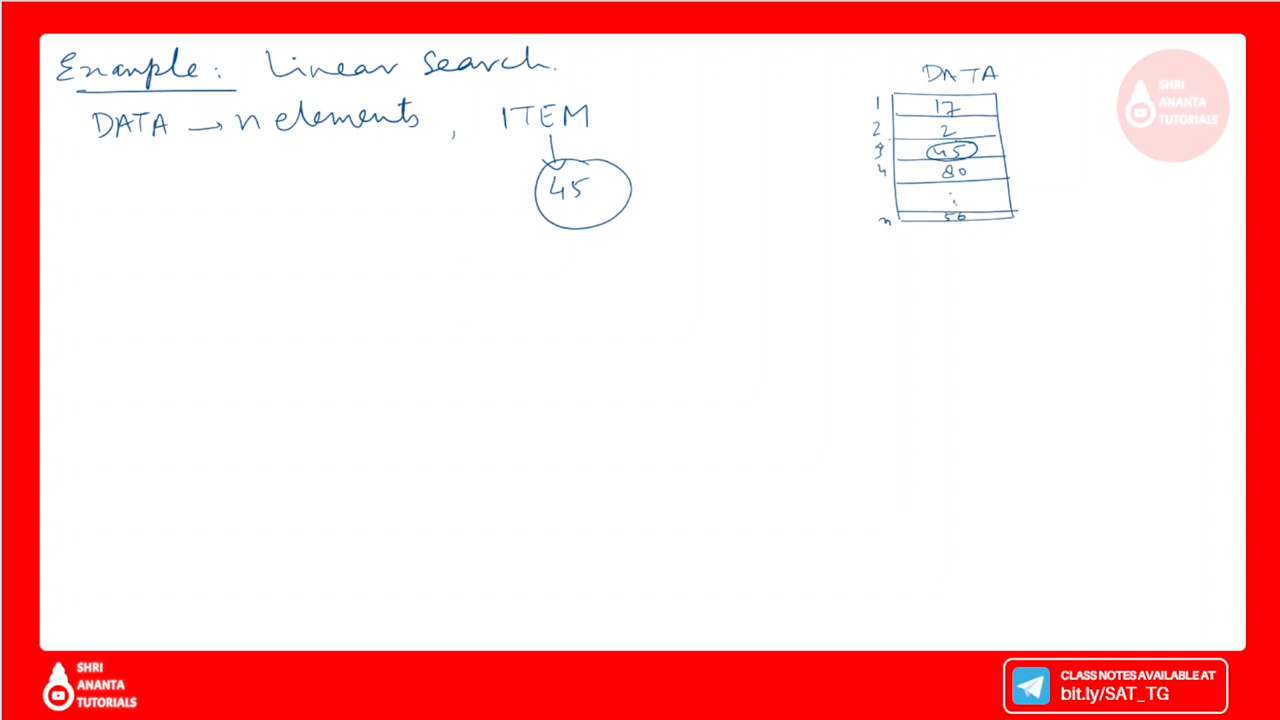 Example: Linear Search.
DATA → n elements, ITEM
45
DATA
1 17
2 2
3 45
4 80
⋮
n 56
SHRI
ANANTA
TUTORIALS
SHRI
ANANTA
TUTORIALS
CLASS NOTES AVAILABLE AT
bit.ly/SAT_TG